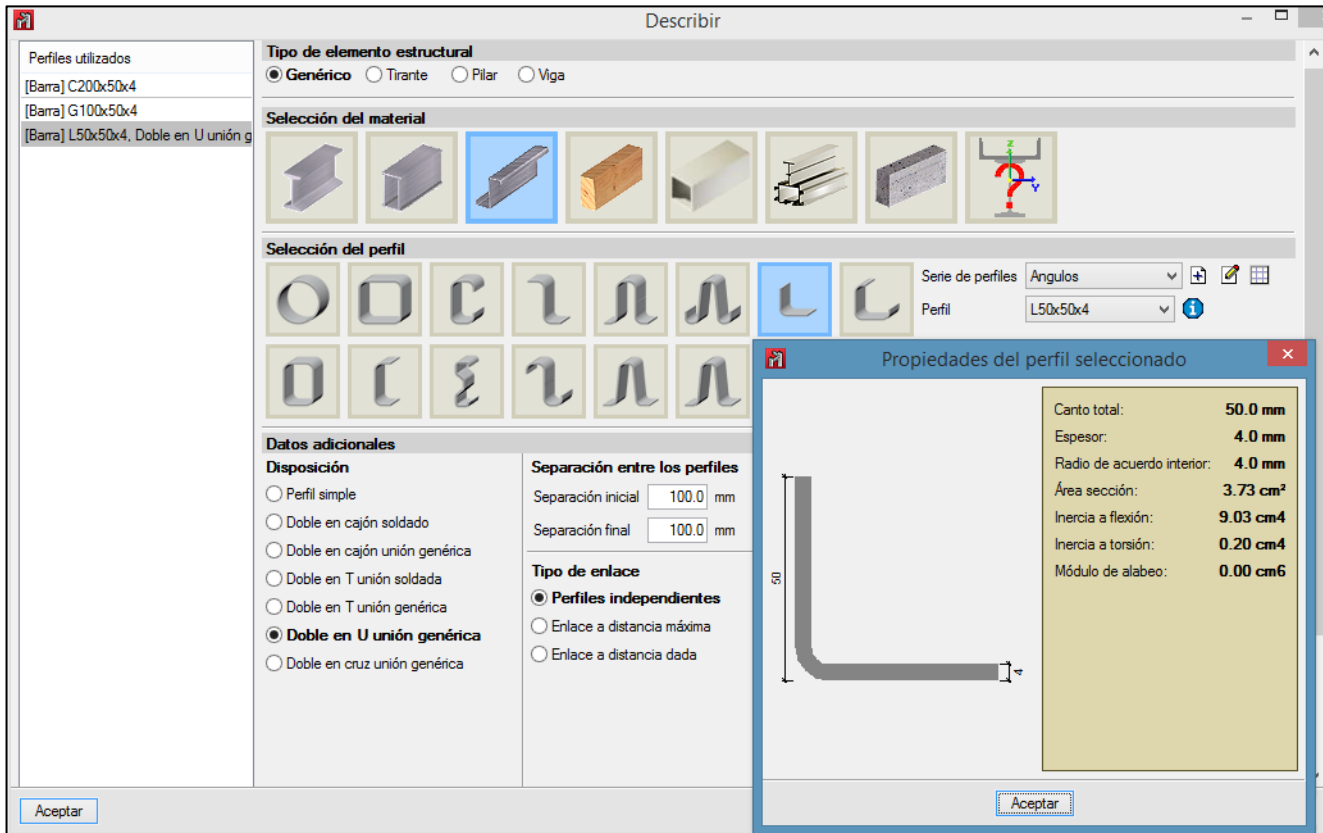 Describir
Perfiles utilizados
[Barra] C200x50x4
[Barra] G100x50x4
[Barra] L50x50x4, Doble en U unión g
Tipo de elemento estructural
Genérico Tirante Pilar Viga
Selección del material
z
Y
Selección del perfil
Serie de perfiles Angulos
Perfil L50x50x4
Datos adicionales
Disposición
Perfil simple
Doble en cajón soldado
Doble en cajón unión genérica
Doble en T unión soldada
Doble en T unión genérica
Doble en U unión genérica
Doble en cruz unión genérica
Separación entre los perfiles
Separación inicial 100.0 mm
Separación final 100.0 mm
Tipo de enlace
Perfiles independientes
Enlace a distancia máxima
Enlace a distancia dada
Propiedades del perfil seleccionado
50
4
Canto total: 50.0 mm
Espesor: 4.0 mm
Radio de acuerdo interior: 4.0 mm
Área sección: 3.73 cm²
Inercia a flexión: 9.03 cm4
Inercia a torsión: 0.20 cm4
Módulo de alabeo: 0.00 cm6
Aceptar
Aceptar